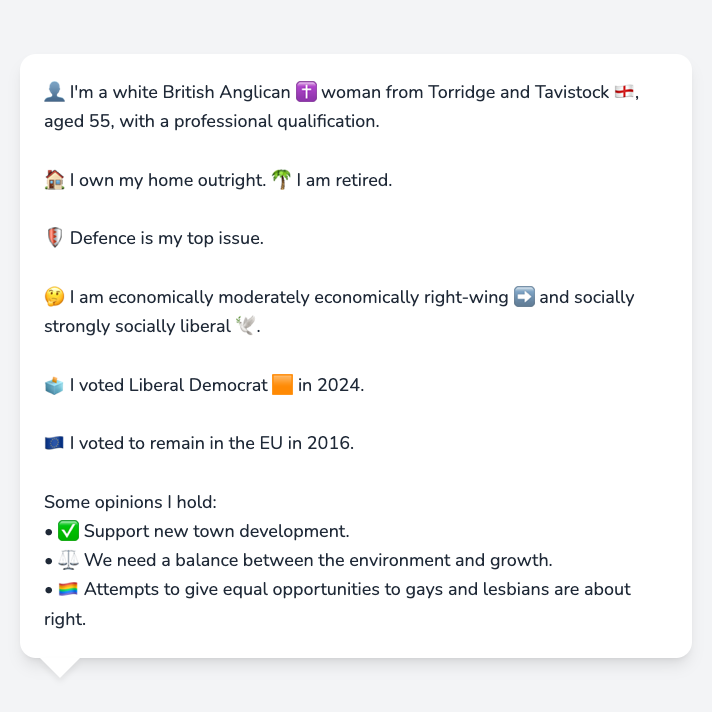 👤 I'm a white British Anglican ✝️ woman from Torridge and Tavistock 🏴󠁧󠁢󠁥󠁮󠁧󠁿,
aged 55, with a professional qualification.
🏠 I own my home outright. 🌴 I am retired.
🛡️ Defence is my top issue.
🤔 I am economically moderately economically right-wing ➡️ and socially
strongly socially liberal 🕊️.
🗳️ I voted Liberal Democrat 🟧 in 2024.
🇪🇺 I voted to remain in the EU in 2016.
Some opinions I hold:
• ✅ Support new town development.
• ⚖️ We need a balance between the environment and growth.
• 🏳️‍🌈 Attempts to give equal opportunities to gays and lesbians are about
right.